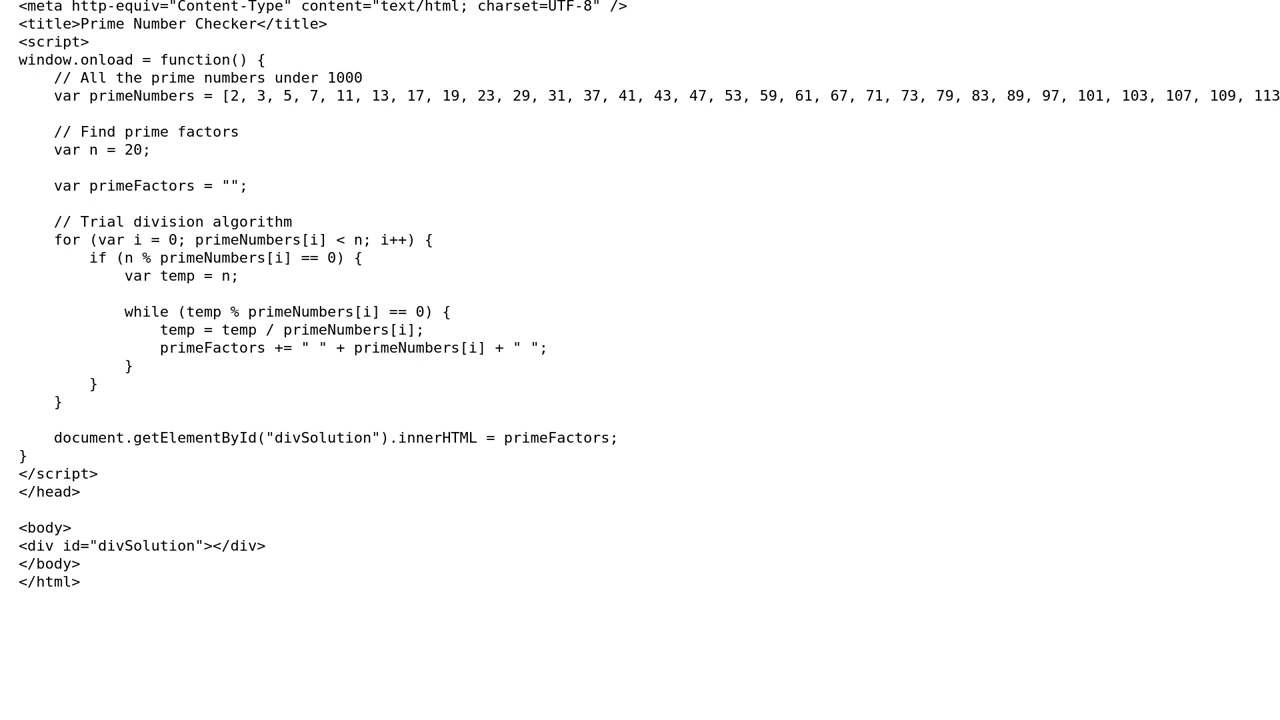 <meta http-equiv="Content-Type" content="text/html; charset=UTF-8" />
<title>Prime Number Checker</title>
<script>
window.onload = function() {
    // All the prime numbers under 1000
    var primeNumbers = [2, 3, 5, 7, 11, 13, 17, 19, 23, 29, 31, 37, 41, 43, 47, 53, 59, 61, 67, 71, 73, 79, 83, 89, 97, 101, 103, 107, 109, 113

    // Find prime factors
    var n = 20;

    var primeFactors = "";

    // Trial division algorithm
    for (var i = 0; primeNumbers[i] < n; i++) {
        if (n % primeNumbers[i] == 0) {
            var temp = n;

            while (temp % primeNumbers[i] == 0) {
                temp = temp / primeNumbers[i];
                primeFactors += " " + primeNumbers[i] + " ";
            }
        }
    }

    document.getElementById("divSolution").innerHTML = primeFactors;
}
</script>
</head>

<body>
<div id="divSolution"></div>
</body>
</html>